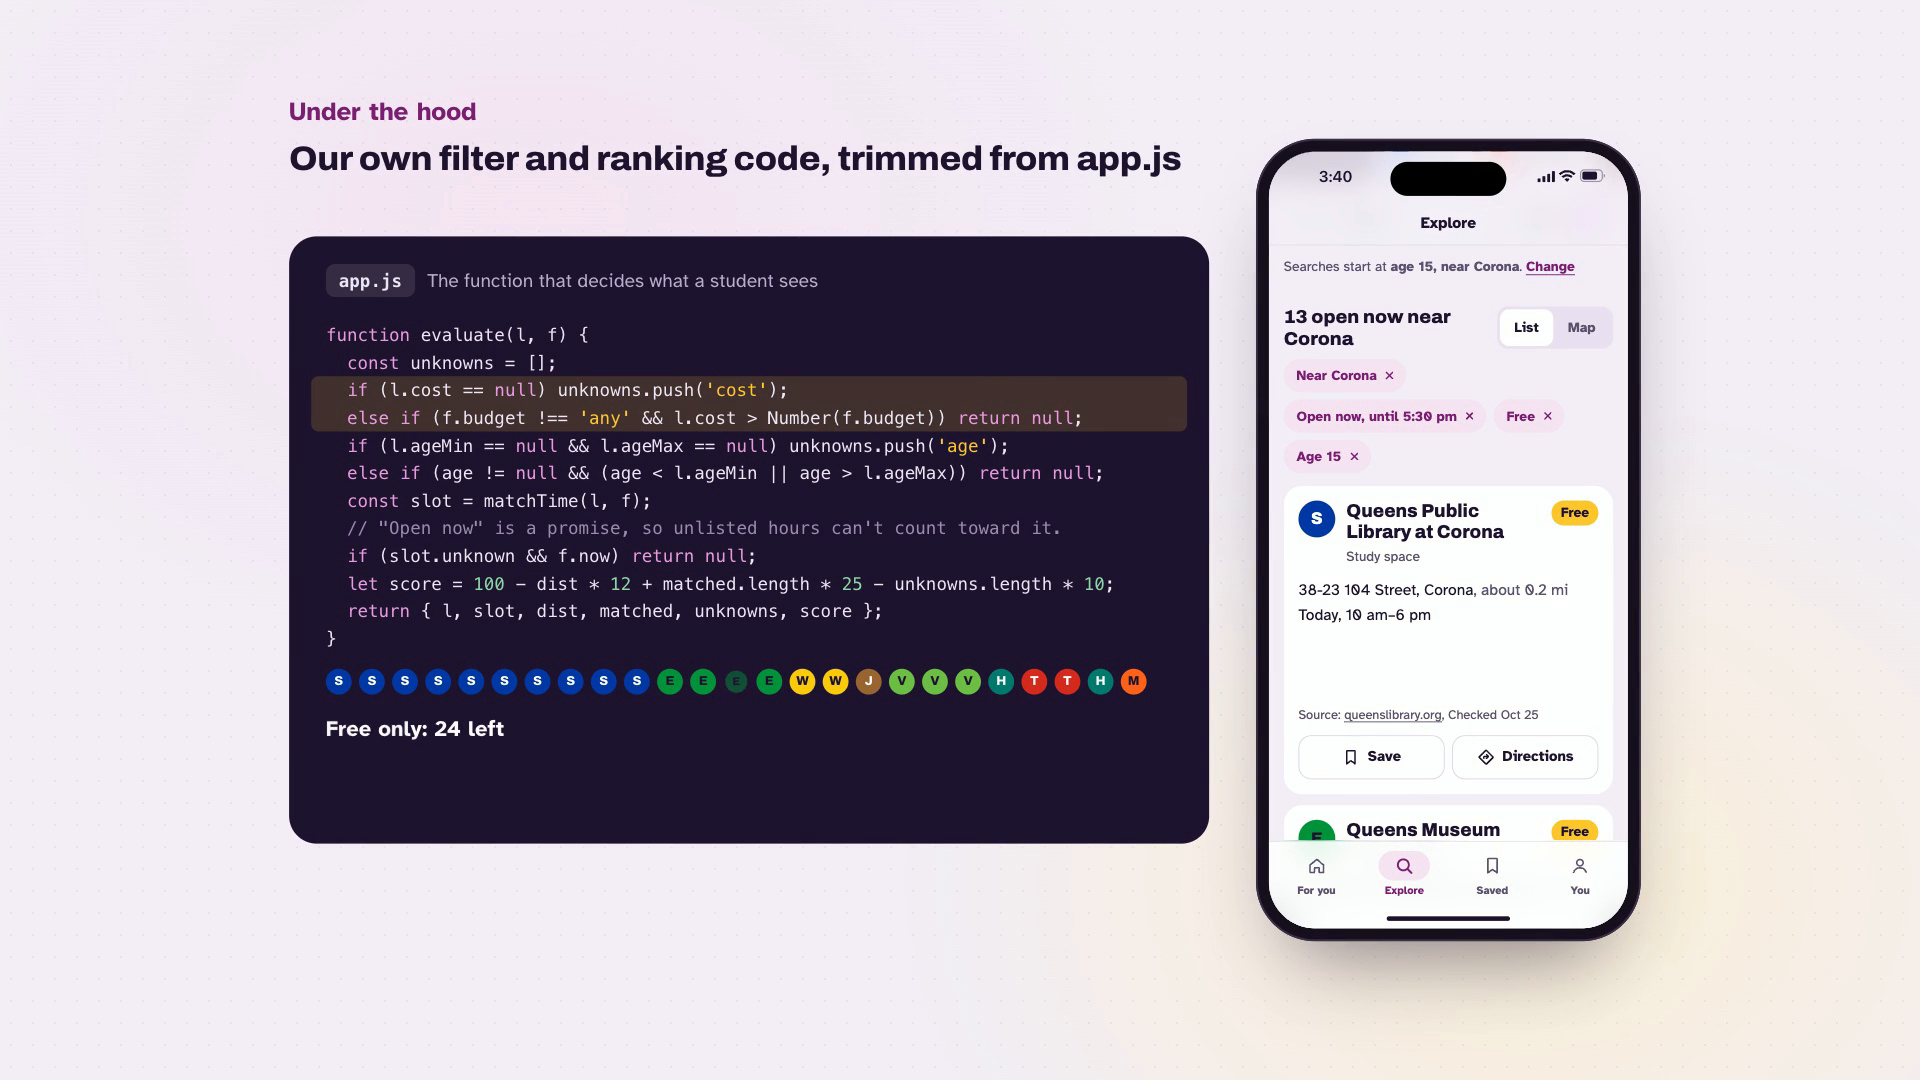 Under the hood
Our own filter and ranking code, trimmed from app.js
app.js The function that decides what a student sees
function evaluate(l, f) {
const unknowns = [];
if (l.cost == null) unknowns.push('cost');
else if (f.budget !== 'any' && l.cost > Number(f.budget)) return null;
if (l.ageMin == null && l.ageMax == null) unknowns.push('age');
else if (age != null && (age < l.ageMin || age > l.ageMax)) return null;
const slot = matchTime(l, f);
// "Open now" is a promise, so unlisted hours can't count toward it.
if (slot.unknown && f.now) return null;
let score = 100 − dist * 12 + matched.length * 25 − unknowns.length * 10;
return { l, slot, dist, matched, unknowns, score };
}
S S S S S S S S S S E E E E W W J V V V H T T H M
Free only: 24 left
3:40
Explore
Searches start at age 15, near Corona. Change
13 open now near
Corona
List Map
Near Corona ×
Open now, until 5:30 pm × Free ×
Age 15 ×
S
Queens Public
Library at Corona
Free
Study space
38-23 104 Street, Corona, about 0.2 mi
Today, 10 am–6 pm
Source: queenslibrary.org, Checked Oct 25
Save Directions
E Queens Museum Free
For you Explore Saved You